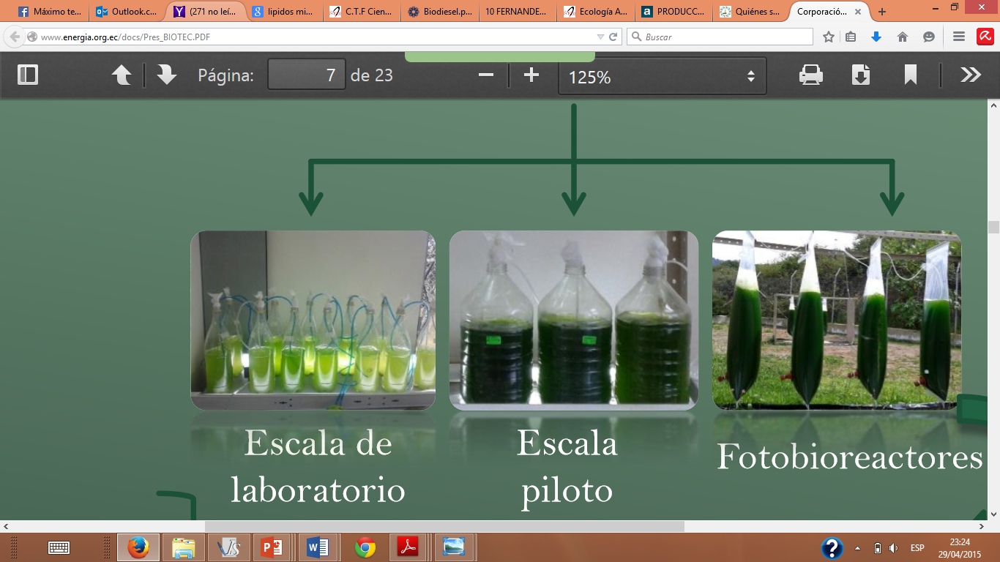 Máximo te...
Outlook.c...
(271 no leí...
lipidos mi...
C.T.F Cien...
Biodiesel.p...
10 FERNANDE...
Ecología A...
PRODUCC...
Quiénes s...
Corporació...
www.energia.org.ec/docs/Pres_BIOTEC.PDF
Buscar
Página: 7 de 23
125%
Escala de
laboratorio
Escala
piloto
Fotobioreactores
ESP
23:24
29/04/2015